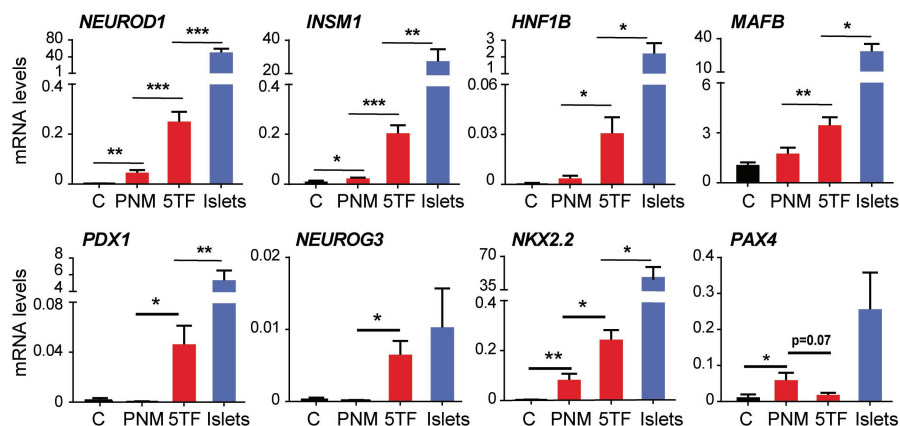 NEUROD1 INSM1 HNF1B MAFB
mRNA levels
80
40
1
0.4
0.2
0
** *** ***
C PNM 5TF Islets
40
20
1
0.4
0.2
0
* *** **
C PNM 5TF Islets
3
2
1
0.06
0.03
0
* *
C PNM 5TF Islets
40
10
6
3
0
** *
C PNM 5TF Islets
PDX1 NEUROG3 NKX2.2 PAX4
mRNA levels
8
6
4
2
0.08
0.04
0
* **
C PNM 5TF Islets
0.02
0.01
0
*
C PNM 5TF Islets
70
35
0.4
0.2
0
** * *
C PNM 5TF Islets
0.4
0.3
0.2
0.1
0
* p=0.07
C PNM 5TF Islets